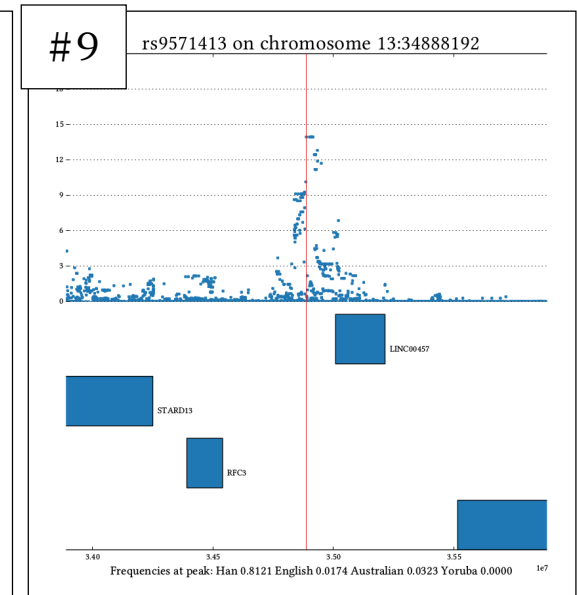 #9
rs9571413 on chromosome 13:34888192
15
12
9
6
3
0
LINC00457
STARD13
RFC3
3.40 3.45 3.50 3.55
1e7
Frequencies at peak: Han 0.8121 English 0.0174 Australian 0.0323 Yoruba 0.0000